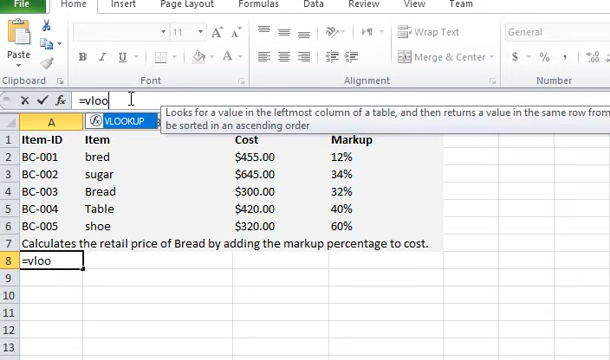 File Home Insert Page Layout Formulas Data Review View Team
11 Wrap Text General
Paste B I U Merge & Center $ %
Clipboard Font Alignment Number
=vloo
VLOOKUP Looks for a value in the leftmost column of a table, and then returns a value in the same row from
be sorted in an ascending order
A
1 Item-ID Item Cost Markup
2 BC-001 bred $455.00 12%
3 BC-002 sugar $645.00 34%
4 BC-003 Bread $300.00 32%
5 BC-004 Table $420.00 40%
6 BC-005 shoe $320.00 60%
7 Calculates the retail price of Bread by adding the markup percentage to cost.
8 =vloo
9
10
11
12
13